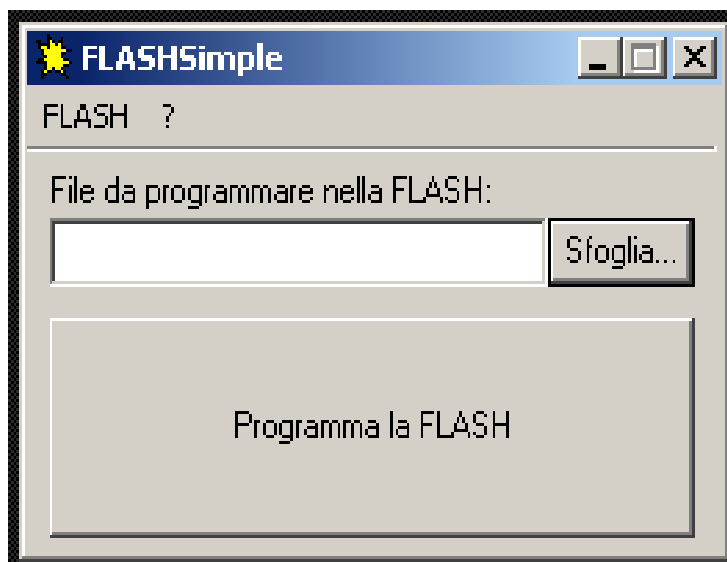 FLASHSimple
FLASH ?
File da programmare nella FLASH:
Sfoglia...
Programma la FLASH